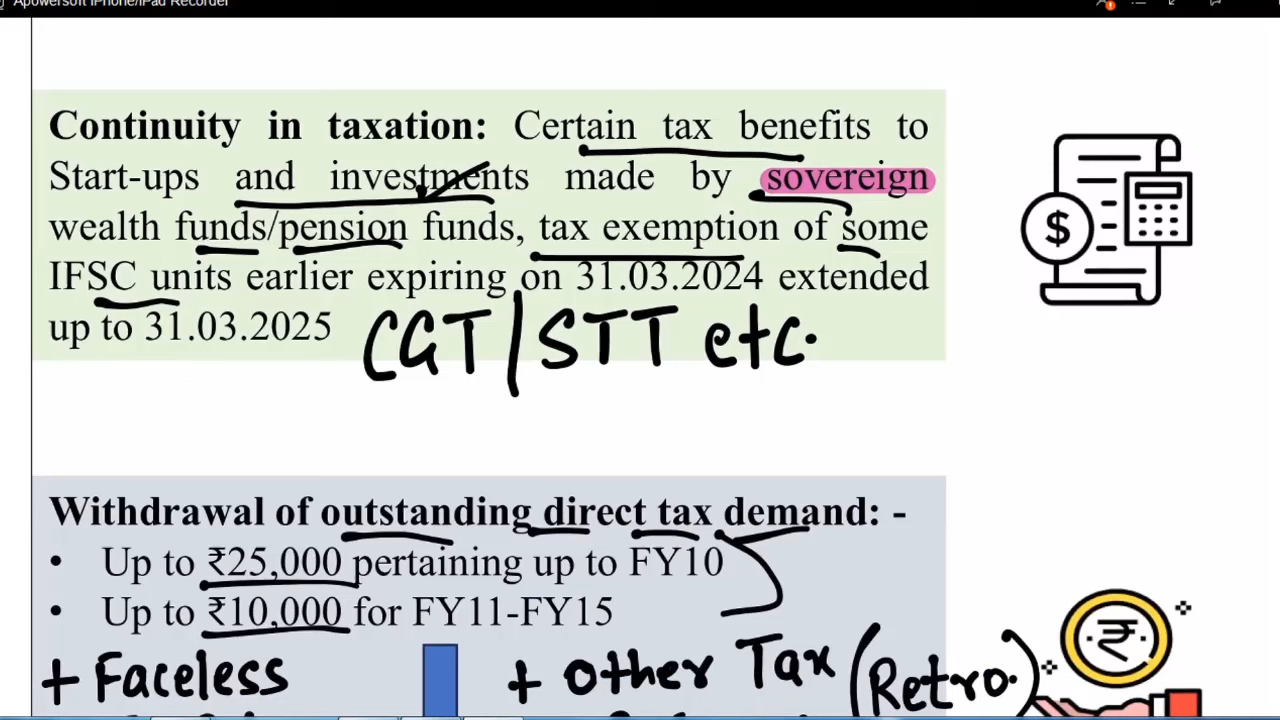 Apowersoft iPhone/iPad Recorder
Continuity in taxation: Certain tax benefits to
Start-ups and investments made by sovereign
wealth funds/pension funds, tax exemption of some
IFSC units earlier expiring on 31.03.2024 extended
up to 31.03.2025
CGT/STT etc.
$
Withdrawal of outstanding direct tax demand: -
• Up to ₹25,000 pertaining up to FY10
• Up to ₹10,000 for FY11-FY15
₹
+ Faceless
+ Other Tax (Retro.)